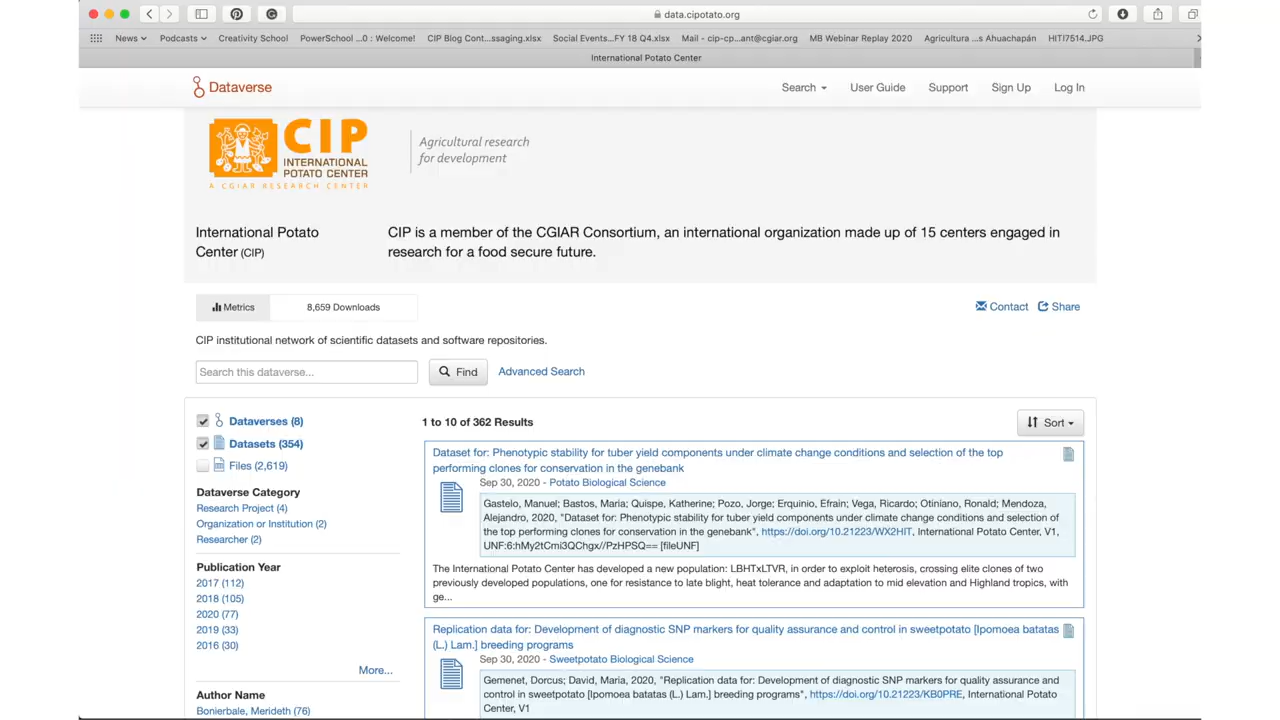 data.cipotato.org
News Podcasts Creativity School PowerSchool ...0 : Welcome! CIP Blog Cont...ssaging.xlsx Social Events...FY 18 Q4.xlsx Mail - cip-cp...ant@cgiar.org MB Webinar Replay 2020 Agricultura ...s Ahuachapán HITI7514.JPG
International Potato Center
Dataverse Search User Guide Support Sign Up Log In
CIP
INTERNATIONAL
POTATO CENTER
A CGIAR RESEARCH CENTER
Agricultural research
for development
International Potato
Center (CIP)
CIP is a member of the CGIAR Consortium, an international organization made up of 15 centers engaged in
research for a food secure future.
Metrics 8,659 Downloads Contact Share
CIP institutional network of scientific datasets and software repositories.
Search this dataverse... Find Advanced Search
Dataverses (8)
Datasets (354)
Files (2,619)
Dataverse Category
Research Project (4)
Organization or Institution (2)
Researcher (2)
Publication Year
2017 (112)
2018 (105)
2020 (77)
2019 (33)
2016 (30)
More...
Author Name
Bonierbale, Merideth (76)
1 to 10 of 362 Results Sort
Dataset for: Phenotypic stability for tuber yield components under climate change conditions and selection of the top
performing clones for conservation in the genebank
Sep 30, 2020 - Potato Biological Science
Gastelo, Manuel; Bastos, Maria; Quispe, Katherine; Pozo, Jorge; Erquinio, Efrain; Vega, Ricardo; Otiniano, Ronald; Mendoza,
Alejandro, 2020, "Dataset for: Phenotypic stability for tuber yield components under climate change conditions and selection of
the top performing clones for conservation in the genebank", https://doi.org/10.21223/WX2HIT, International Potato Center, V1,
UNF:6:hMy2tCmi3QChgx//PzHPSQ== [fileUNF]
The International Potato Center has developed a new population: LBHTxLTVR, in order to exploit heterosis, crossing elite clones of two
previously developed populations, one for resistance to late blight, heat tolerance and adaptation to mid elevation and Highland tropics, with
ge...
Replication data for: Development of diagnostic SNP markers for quality assurance and control in sweetpotato [Ipomoea batatas
(L.) Lam.] breeding programs
Sep 30, 2020 - Sweetpotato Biological Science
Gemenet, Dorcus; David, Maria, 2020, "Replication data for: Development of diagnostic SNP markers for quality assurance and
control in sweetpotato [Ipomoea batatas (L.) Lam.] breeding programs", https://doi.org/10.21223/KB0PRE, International Potato
Center, V1